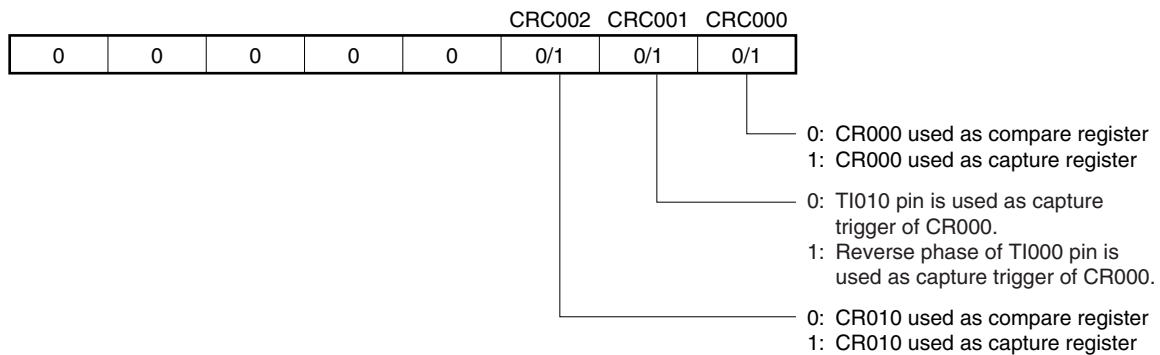 CRC002 CRC001 CRC000
0 0 0 0 0 0/1 0/1 0/1
0: CR000 used as compare register
1: CR000 used as capture register
0: TI010 pin is used as capture
trigger of CR000.
1: Reverse phase of TI000 pin is
used as capture trigger of CR000.
0: CR010 used as compare register
1: CR010 used as capture register